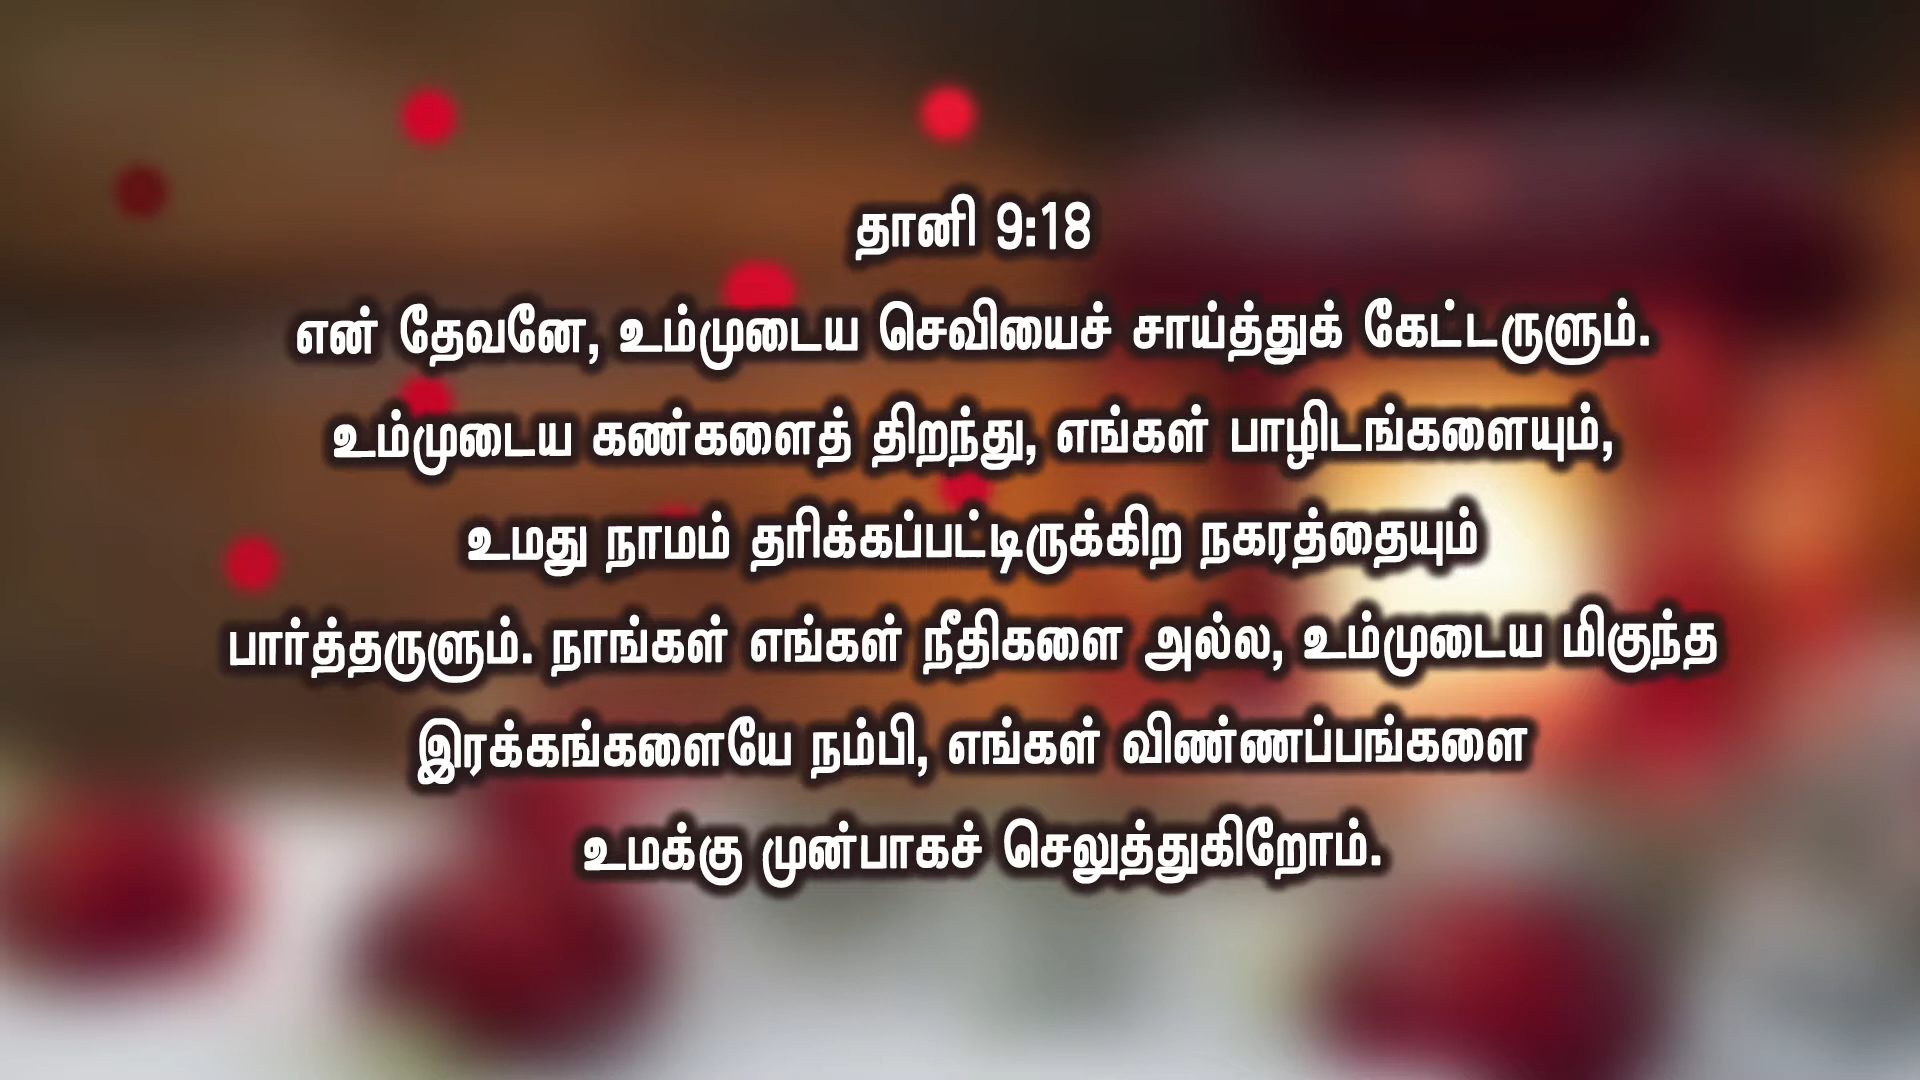 தானி 9:18
என் தேவனே, உம்முடைய செவியைச் சாய்த்துக் கேட்டருளும்.
உம்முடைய கண்களைத் திறந்து, எங்கள் பாழிடங்களையும்,
உமது நாமம் தரிக்கப்பட்டிருக்கிற நகரத்தையும்
பார்த்தருளும். நாங்கள் எங்கள் நீதிகளை அல்ல, உம்முடைய மிகுந்த
இரக்கங்களையே நம்பி, எங்கள் விண்ணப்பங்களை
உமக்கு முன்பாகச் செலுத்துகிறோம்.